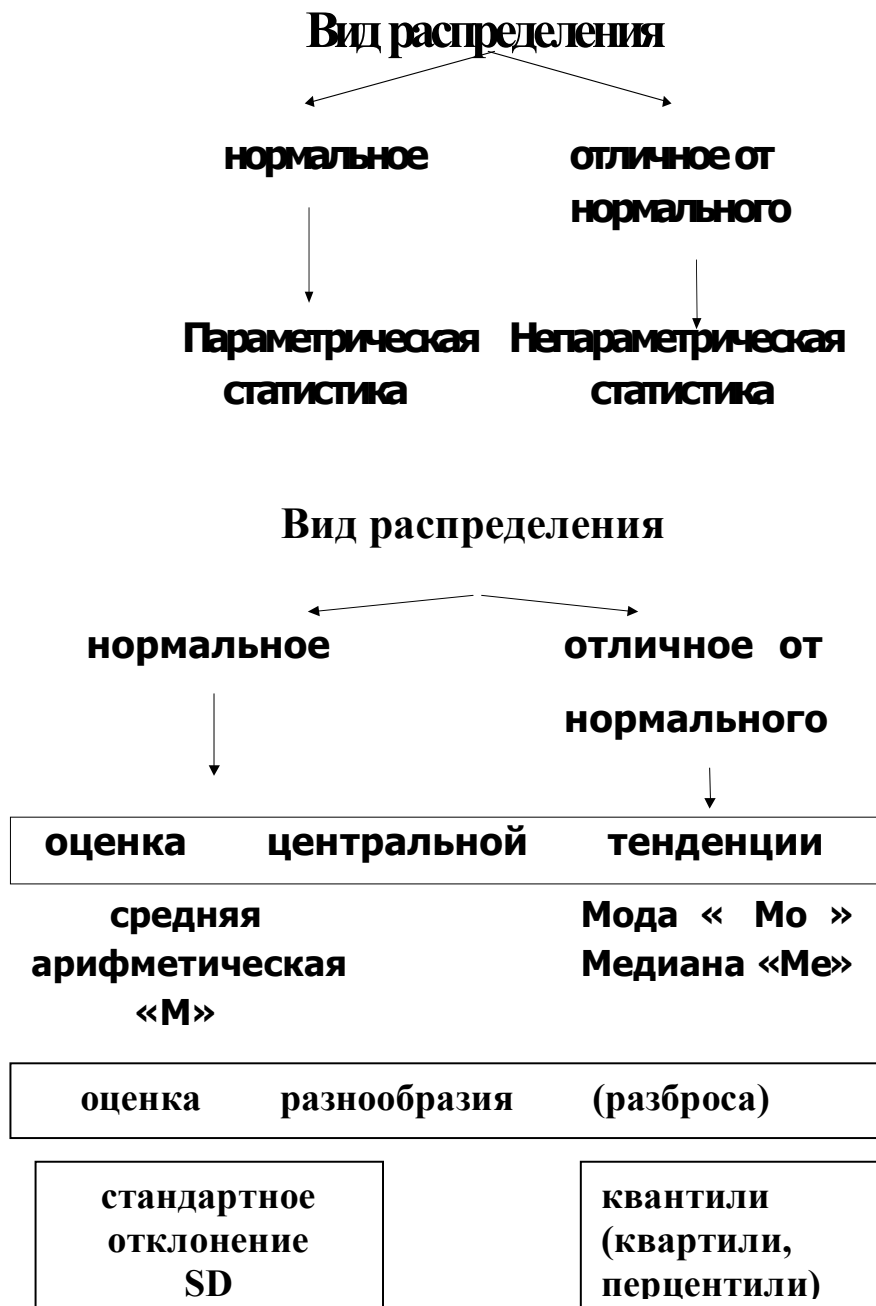 Вид распределения
нормальное отличное от
нормального
Параметрическая Непараметрическая
статистика статистика
Вид распределения
нормальное отличное от
нормального
оценка центральной тенденции
средняя Мода « Мо »
арифметическая Медиана «Ме»
«М»
оценка разнообразия (разброса)
стандартное квантили
отклонение (квартили,
SD перцентили)